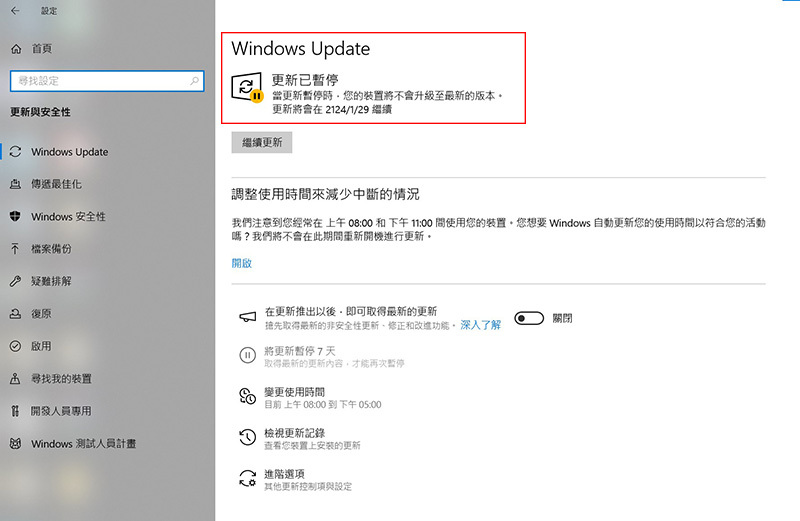 設定
首頁
尋找設定
更新與安全性
Windows Update
傳遞最佳化
Windows 安全性
檔案備份
疑難排解
復原
啟用
尋找我的裝置
開發人員專用
Windows 測試人員計畫
Windows Update
更新已暫停
當更新暫停時，您的裝置將不會升級至最新的版本。
更新將會在 2124/1/29 繼續
繼續更新
調整使用時間來減少中斷的情況
我們注意到您經常在 上午 08:00 和 下午 11:00 間使用您的裝置。您想要 Windows 自動更新您的使用時間以符合您的活動
嗎？我們將不會在此期間重新開機進行更新。
開啟
在更新推出以後，即可取得最新的更新
搶先取得最新的非安全性更新、修正和改進功能。 深入了解
關閉
將更新暫停 7 天
取得最新的更新內容，才能再次暫停
變更使用時間
目前 上午 08:00 到 下午 05:00
檢視更新記錄
查看您裝置上安裝的更新
進階選項
其他更新控制項與設定